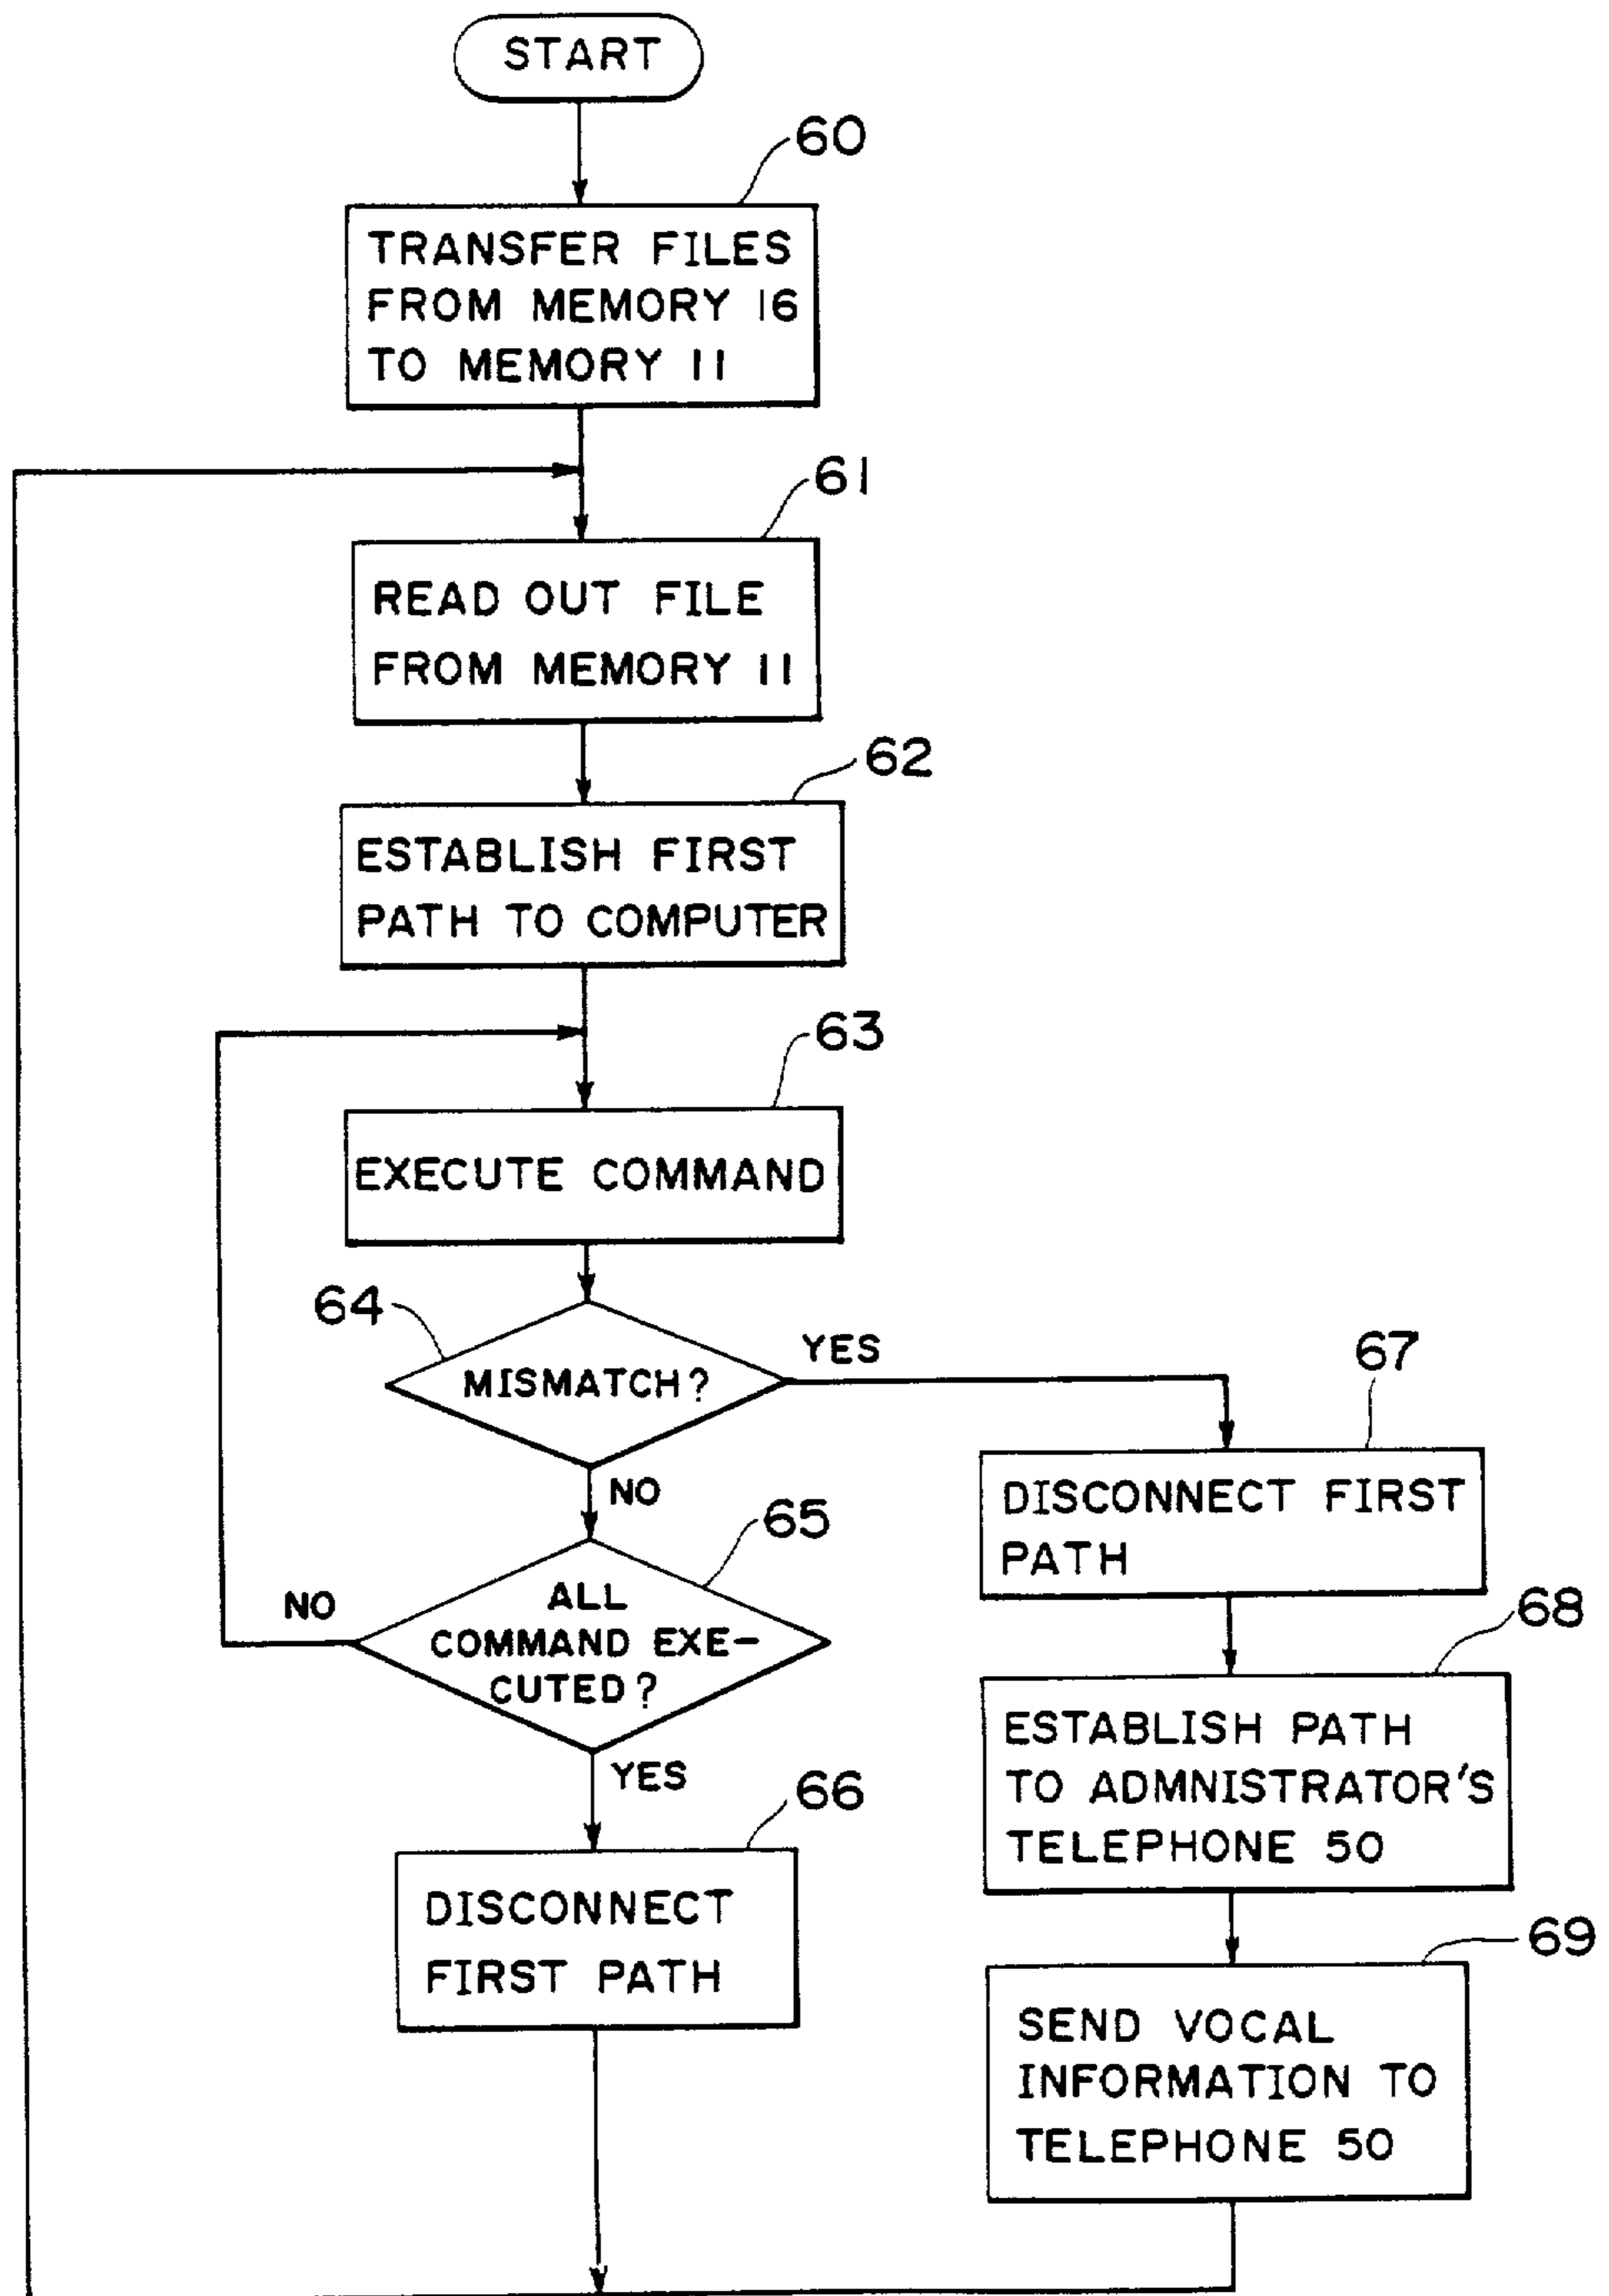 START
60
TRANSFER FILES
FROM MEMORY 16
TO MEMORY 11
61
READ OUT FILE
FROM MEMORY 11
62
ESTABLISH FIRST
PATH TO COMPUTER
63
EXECUTE COMMAND
64
MISMATCH?
YES
NO
65
ALL
COMMAND EXE-
CUTED?
NO
YES
66
DISCONNECT
FIRST PATH
67
DISCONNECT FIRST
PATH
68
ESTABLISH PATH
TO ADMNISTRATOR'S
TELEPHONE 50
69
SEND VOCAL
INFORMATION TO
TELEPHONE 50